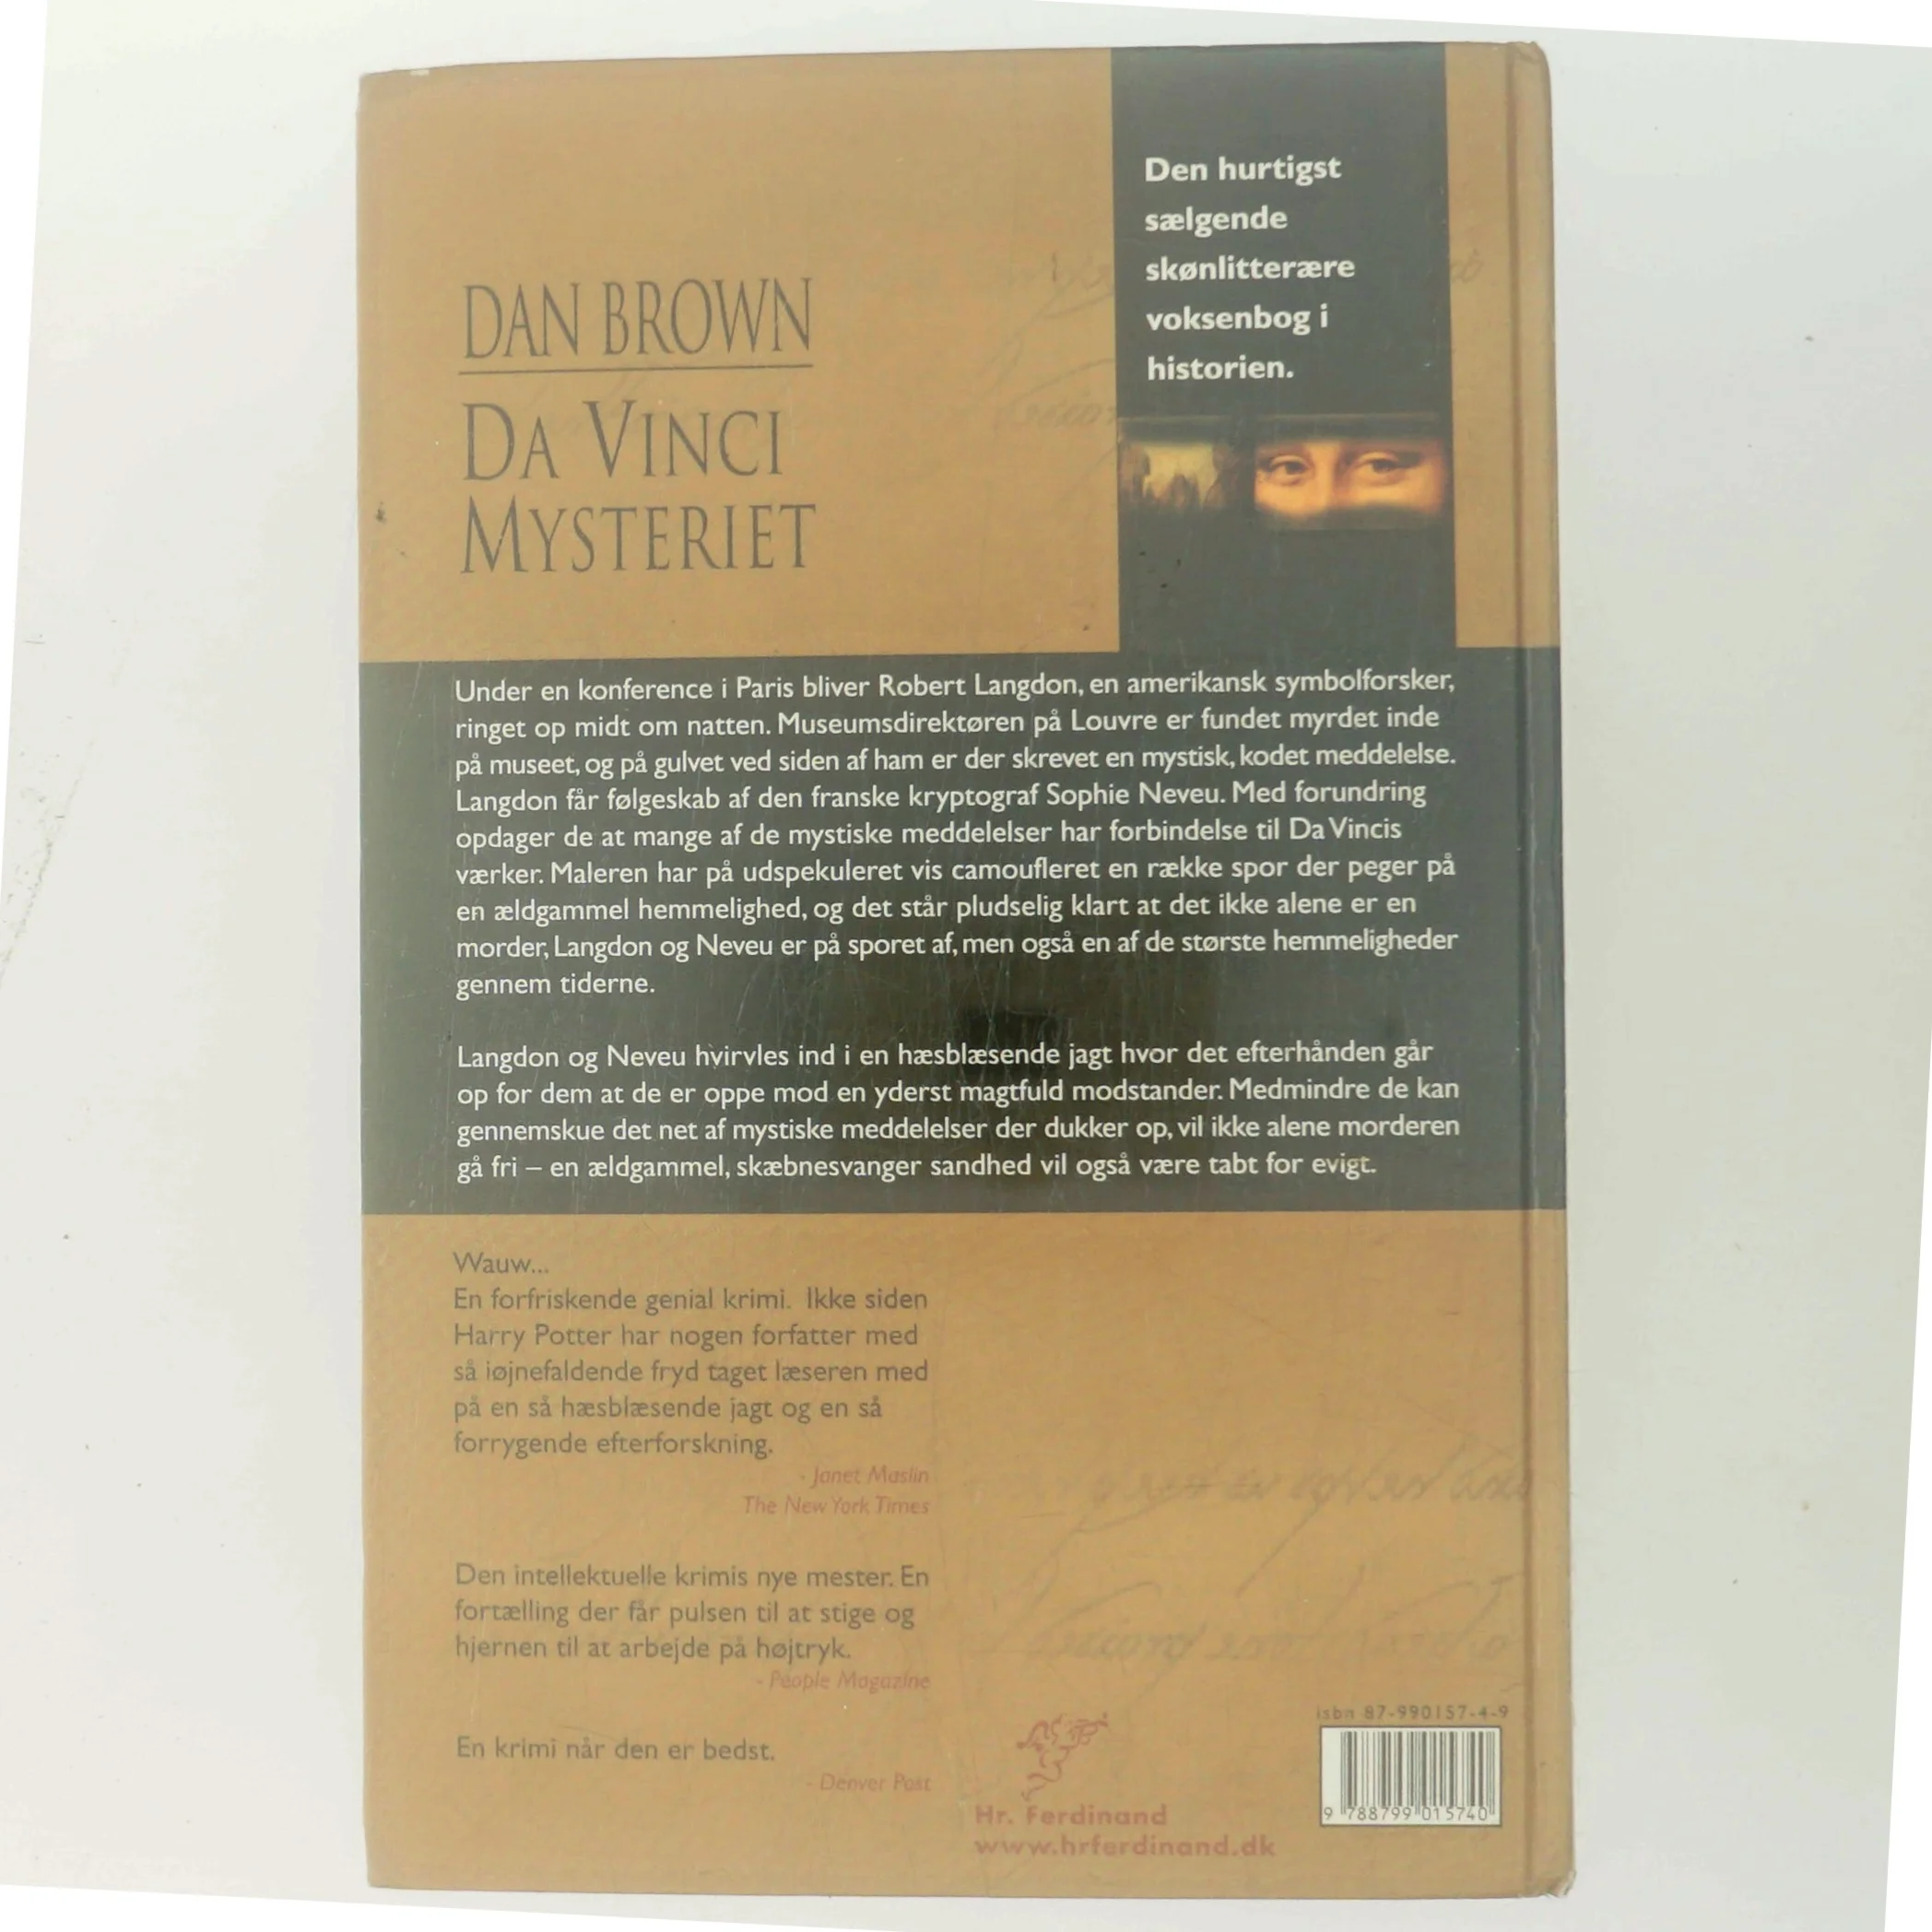 Den hurtigst
sælgende
skønlitterære
voksenbog i
historien.
DAN BROWN
DA VINCI
MYSTERIET
Under en konference i Paris bliver Robert Langdon, en amerikansk symbolforsker,
ringet op midt om natten. Museumsdirektøren på Louvre er fundet myrdet inde
på museet, og på gulvet ved siden af ham er der skrevet en mystisk, kodet meddelelse.
Langdon får følgeskab af den franske kryptograf Sophie Neveu. Med forundring
opdager de at mange af de mystiske meddelelser har forbindelse til Da Vincis
værker. Maleren har på udspekuleret vis camoufleret en række spor der peger på
en ældgammel hemmelighed, og det står pludselig klart at det ikke alene er en
morder, Langdon og Neveu er på sporet af, men også en af de største hemmeligheder
gennem tiderne.
Langdon og Neveu hvirvles ind i en hæsblæsende jagt hvor det efterhånden går
op for dem at de er oppe mod en yderst magtfuld modstander. Medmindre de kan
gennemskue det net af mystiske meddelelser der dukker op, vil ikke alene morderen
gå fri – en ældgammel, skæbnesvanger sandhed vil også være tabt for evigt.
Wauw...
En forfriskende genial krimi. Ikke siden
Harry Potter har nogen forfatter med
så iøjnefaldende fryd taget læseren med
på en så hæsblæsende jagt og en så
forrygende efterforskning.
- Janet Maslin
The New York Times
Den intellektuelle krimis nye mester. En
fortælling der får pulsen til at stige og
hjernen til at arbejde på højtryk.
- People Magazine
En krimi når den er bedst.
- Denver Post
Hr. Ferdinand
www.hrferdinand.dk
isbn 87-990157-4-9
9 788799 015740